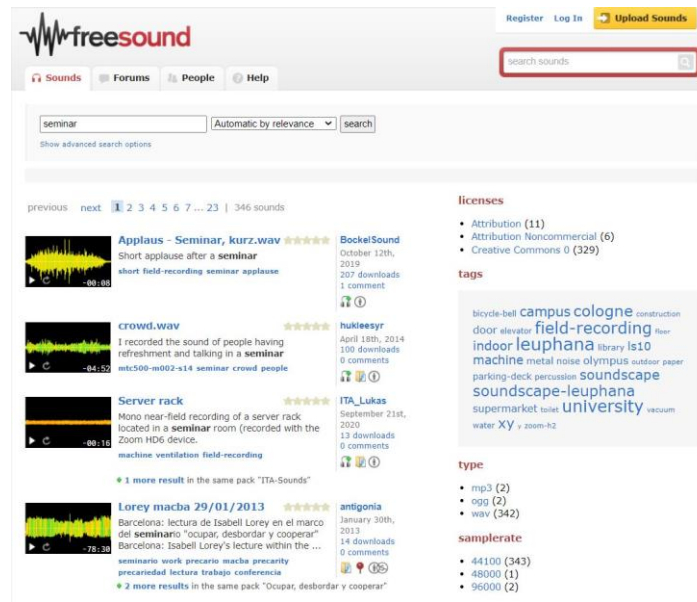 Register Log In Upload Sounds
freesound
search sounds
Sounds Forums People Help
seminar Automatic by relevance search
Show advanced search options
previous next 1 2 3 4 5 6 7 ... 23 | 346 sounds
Applaus - Seminar, kurz.wav
Short applause after a seminar
short field-recording seminar applause
-00:08
BockelSound
October 12th,
2019
207 downloads
1 comment
crowd.wav
I recorded the sound of people having
refreshment and talking in a seminar
mtc500-m002-s14 seminar crowd people
-04:52
hukleesyr
April 18th, 2014
100 downloads
0 comments
Server rack
Mono near-field recording of a server rack
located in a seminar room (recorded with the
Zoom HD6 device.
machine ventilation field-recording
-00:16
1 more result in the same pack "ITA-Sounds"
ITA_Lukas
September 21st,
2020
13 downloads
0 comments
Lorey macba 29/01/2013
Barcelona: lectura de Isabell Lorey en el marco
del seminario "ocupar, desbordar y cooperar"
Barcelona: Isabell Lorey's lecture within the ...
seminario work precario macba precarity
precariedad lectura trabajo conferencia
-78:30
2 more results in the same pack "Ocupar, desbordar y cooperar"
antigonia
January 30th,
2013
14 downloads
0 comments
licenses
Attribution (11)
Attribution Noncommercial (6)
Creative Commons 0 (329)
tags
bicycle-bell campus cologne construction
door elevator field-recording floor
indoor leuphana library ls10
machine metal noise olympus outdoor paper
parking-deck percussion soundscape
soundscape-leuphana
supermarket toilet university vacuum
water xy y zoom-h2
type
mp3 (2)
ogg (2)
wav (342)
samplerate
44100 (343)
48000 (1)
96000 (2)